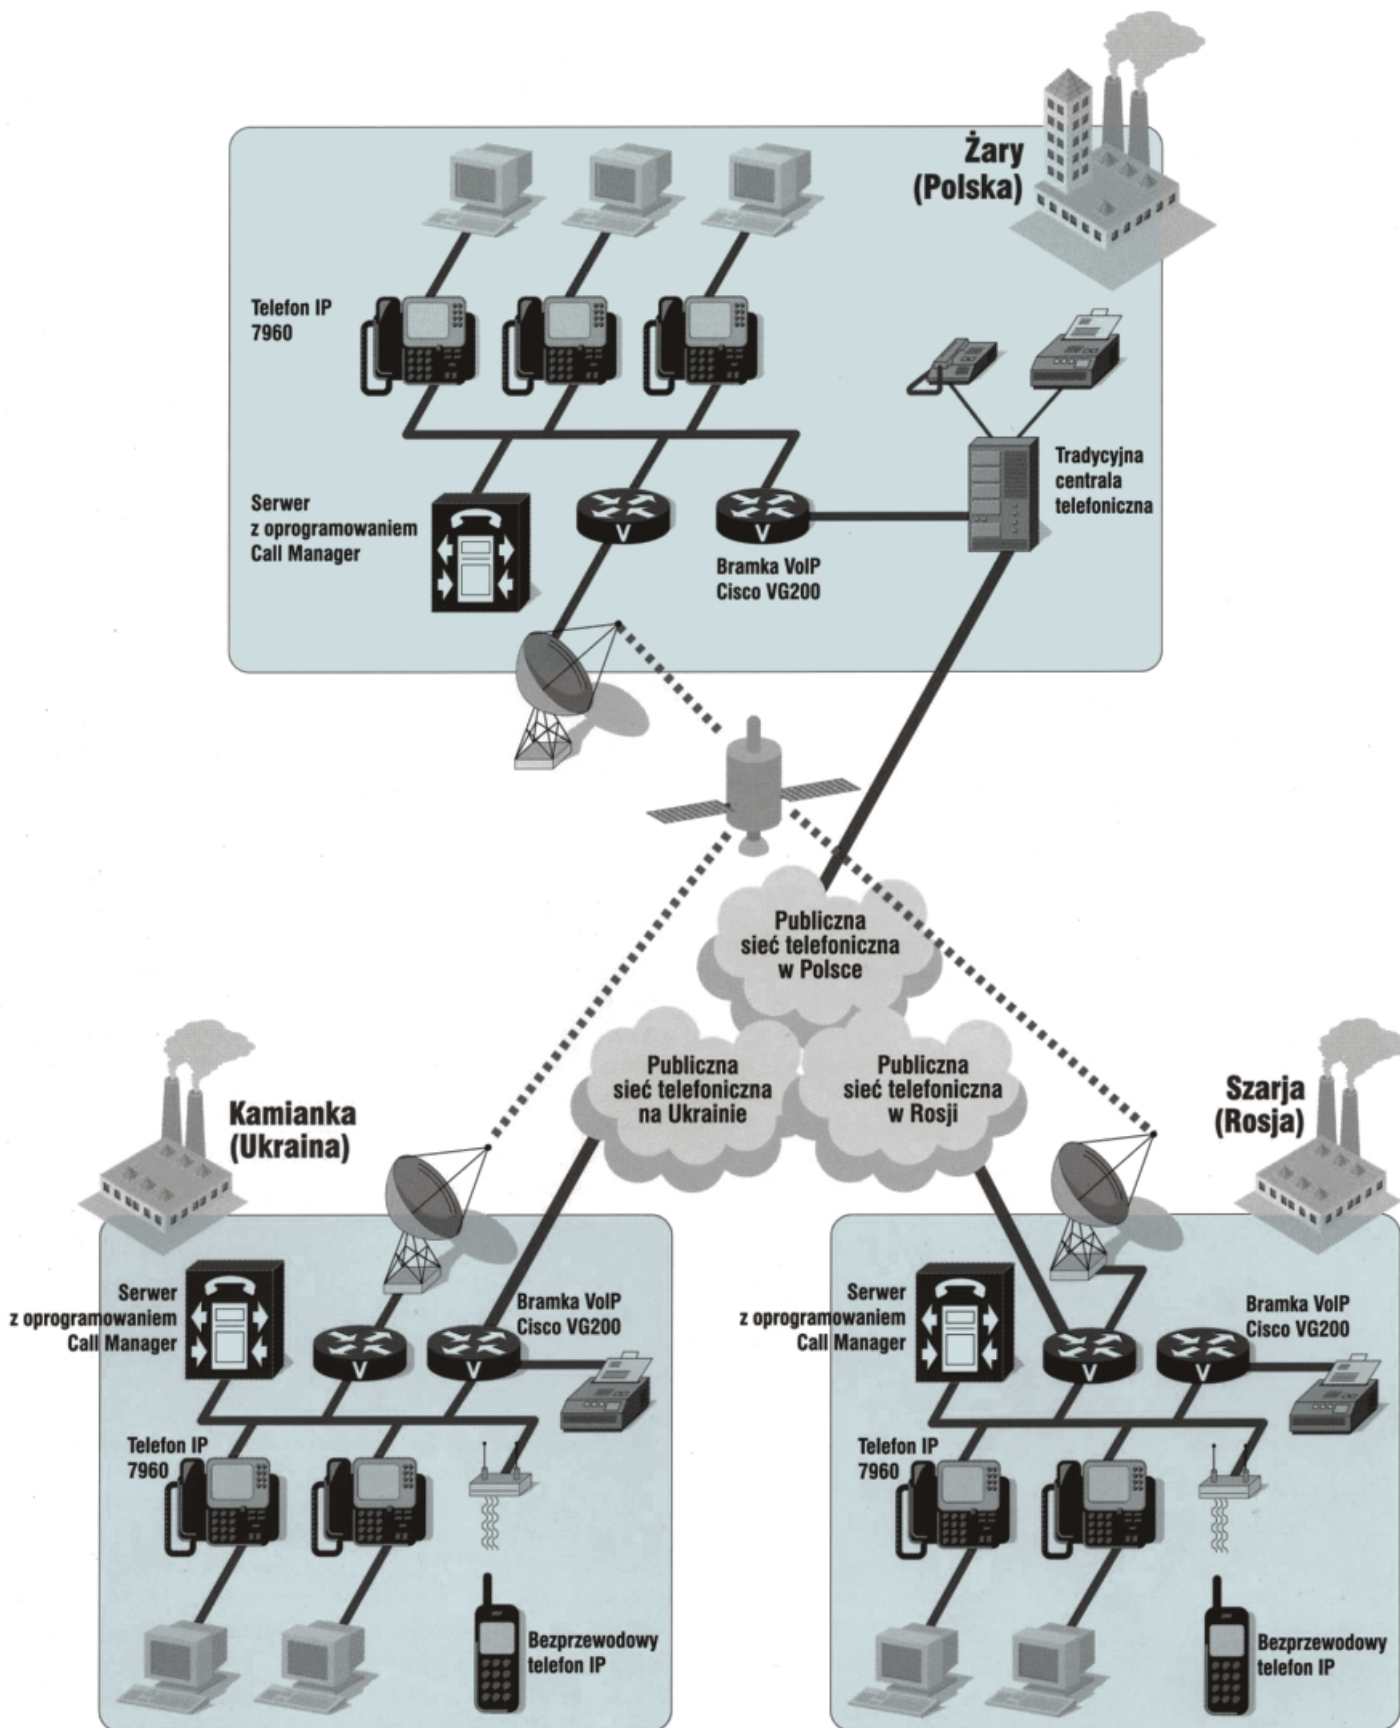 Żary
(Polska)
Telefon IP
7960
Tradycyjna
centrala
telefoniczna
Serwer
z oprogramowaniem
Call Manager
V
V
Bramka VoIP
Cisco VG200
Publiczna
sieć telefoniczna
w Polsce
Publiczna
sieć telefoniczna
na Ukrainie
Publiczna
sieć telefoniczna
w Rosji
Kamianka
(Ukraina)
Szarja
(Rosja)
Serwer
z oprogramowaniem
Call Manager
V
V
Bramka VoIP
Cisco VG200
Telefon IP
7960
Bezprzewodowy
telefon IP
Serwer
z oprogramowaniem
Call Manager
V
V
Bramka VoIP
Cisco VG200
Telefon IP
7960
Bezprzewodowy
telefon IP